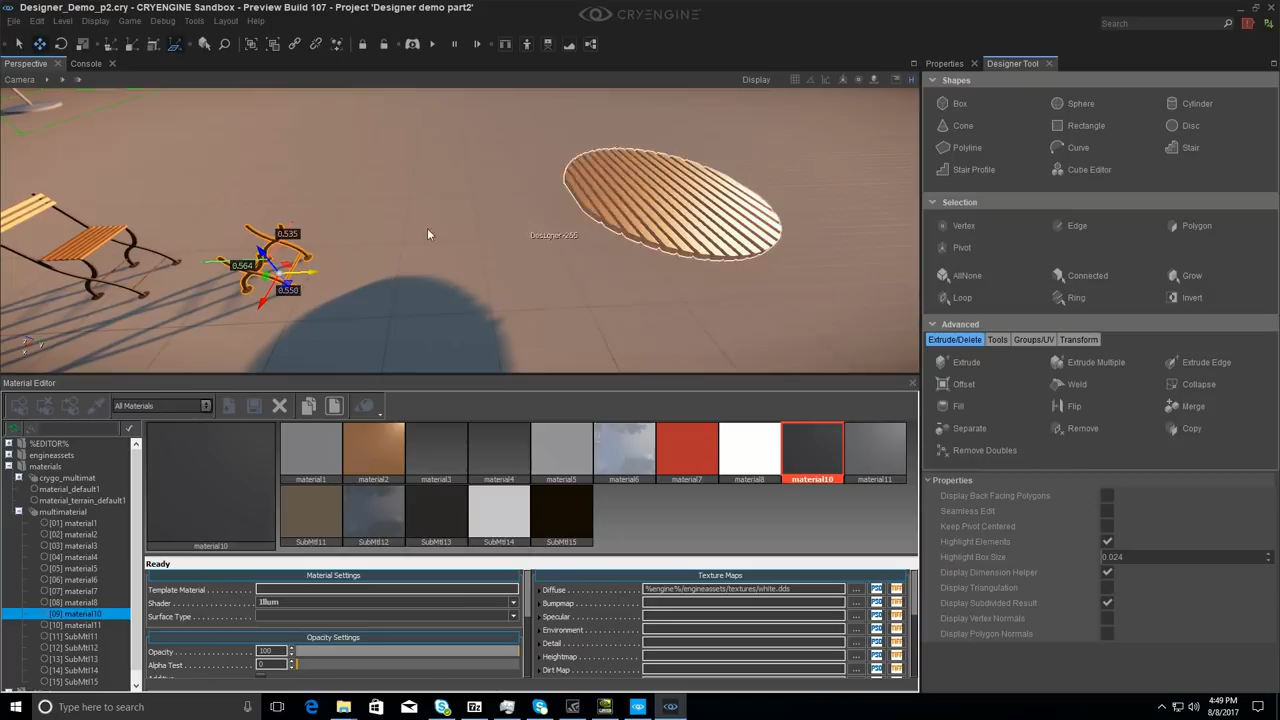 Designer_Demo_p2.cry - CRYENGINE Sandbox - Preview Build 107 - Project 'Designer demo part2'
CRYENGINE
File Edit Level Display Game Debug Tools Layout Help
Search
Perspective
Console
Properties
Designer Tool
Camera
Display
H
Shapes
Box
Sphere
Cylinder
Cone
Rectangle
Disc
Polyline
Curve
Stair
Stair Profile
Cube Editor
Selection
Vertex
Edge
Polygon
Pivot
AllNone
Connected
Grow
Loop
Ring
Invert
Advanced
Extrude/Delete
Tools
Groups/UV
Transform
Extrude
Extrude Multiple
Extrude Edge
Offset
Weld
Collapse
Fill
Flip
Merge
Separate
Remove
Copy
Remove Doubles
Properties
Display Back Facing Polygons
Seamless Edit
Keep Pivot Centered
Highlight Elements
Highlight Box Size
0.024
Display Dimension Helper
Display Triangulation
Display Subdivided Result
Display Vertex Normals
Display Polygon Normals
0.535
0.564
0.550
Designer-255
Material Editor
All Materials
%EDITOR%
engineassets
materials
crygo_multimat
material_default1
material_terrain_default1
multimaterial
[01] material1
[02] material2
[03] material3
[04] material4
[05] material5
[06] material6
[07] material7
[08] material8
[09] material10
[10] material11
[11] SubMtl11
[12] SubMtl12
[13] SubMtl13
[14] SubMtl14
[15] SubMtl15
material10
material1
material2
material3
material4
material5
material6
material7
material8
material10
material11
SubMtl11
SubMtl12
SubMtl13
SubMtl14
SubMtl15
Ready
Material Settings
Template Material
Shader
Illum
Surface Type
Opacity Settings
Opacity
100
Alpha Test
0
Additive
Texture Maps
Diffuse
%engine%/engineassets/textures/white.dds
Bumpmap
Specular
Environment
Detail
Heightmap
Dirt Map
Type here to search
4:49 PM
8/8/2017